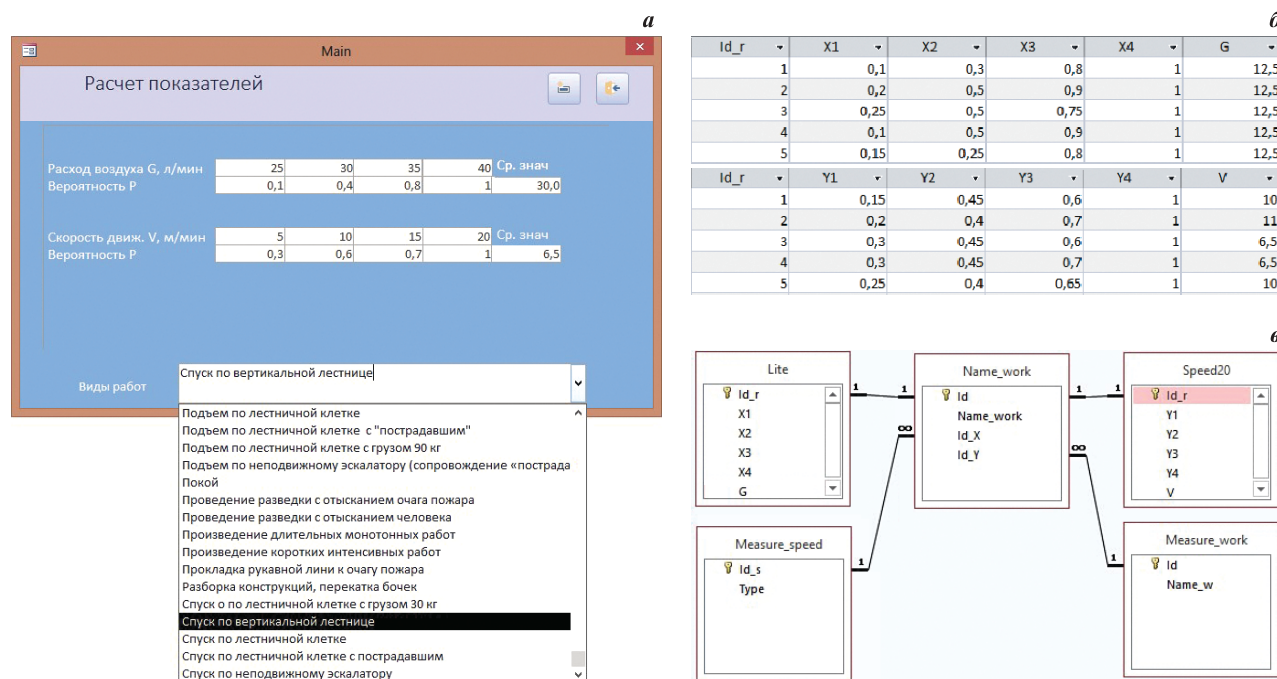 а
Main
Расчет показателей
Расход воздуха G, л/мин 25 30 35 40 Ср. знач
Вероятность P 0,1 0,4 0,8 1 30,0
Скорость движ. V, м/мин 5 10 15 20 Ср. знач
Вероятность P 0,3 0,6 0,7 1 6,5
Виды работ
Спуск по вертикальной лестнице
Подъем по лестничной клетке
Подъем по лестничной клетке с "пострадавшим"
Подъем по лестничной клетке с грузом 90 кг
Подъем по неподвижному эскалатору (сопровождение «пострада
Покой
Проведение разведки с отысканием очага пожара
Проведение разведки с отысканием человека
Произведение длительных монотонных работ
Произведение коротких интенсивных работ
Прокладка рукавной лини к очагу пожара
Разборка конструкций, перекатка бочек
Спуск о по лестничной клетке с грузом 30 кг
Спуск по вертикальной лестнице
Спуск по лестничной клетке
Спуск по лестничной клетке с пострадавшим
Спуск по неподвижному эскалатору
б
Id_r X1 X2 X3 X4 G
1 0,1 0,3 0,8 1 12,5
2 0,2 0,5 0,9 1 12,5
3 0,25 0,5 0,75 1 12,5
4 0,1 0,5 0,9 1 12,5
5 0,15 0,25 0,8 1 12,5
Id_r Y1 Y2 Y3 Y4 V
1 0,15 0,45 0,6 1 10
2 0,2 0,4 0,7 1 11
3 0,3 0,45 0,6 1 6,5
4 0,3 0,45 0,7 1 6,5
5 0,25 0,4 0,65 1 10
в
Lite
Id_r
X1
X2
X3
X4
G
1 1
Name_work
Id
Name_work
Id_X
Id_Y
1 1
Speed20
Id_r
Y1
Y2
Y3
Y4
V
∞
∞
Measure_speed
Id_s
Type
1
1
Measure_work
Id
Name_w